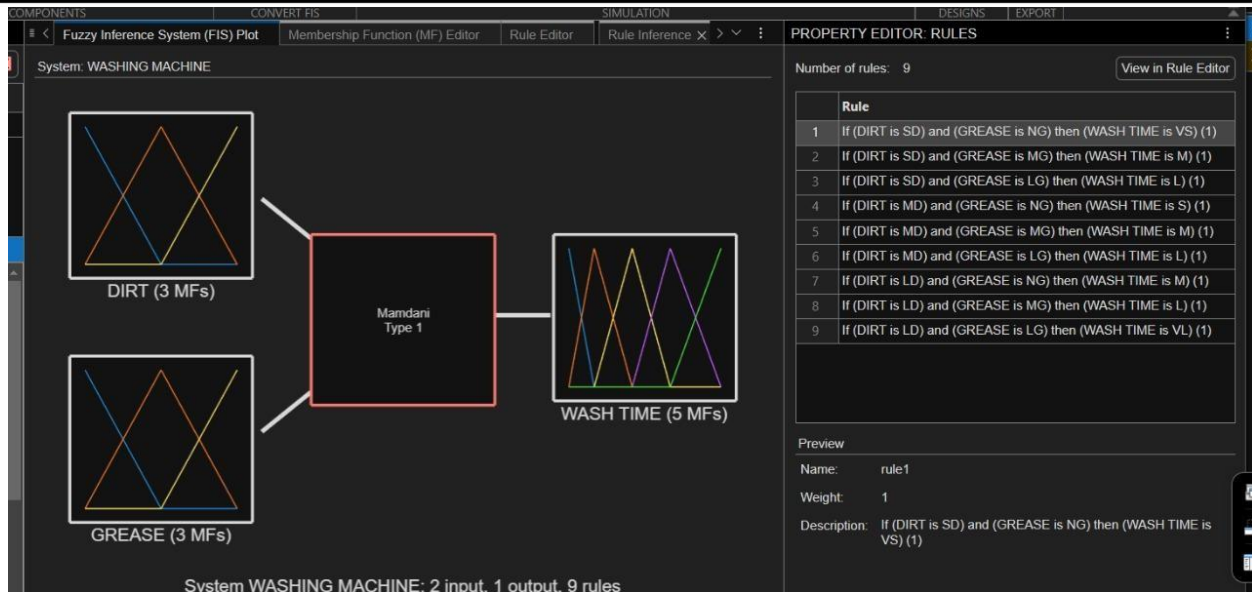 COMPONENTS CONVERT FIS SIMULATION DESIGNS EXPORT
Fuzzy Inference System (FIS) Plot Membership Function (MF) Editor Rule Editor Rule Inference
System: WASHING MACHINE
DIRT (3 MFs)
GREASE (3 MFs)
Mamdani
Type 1
WASH TIME (5 MFs)
System WASHING MACHINE: 2 input, 1 output, 9 rules
PROPERTY EDITOR: RULES
Number of rules: 9 View in Rule Editor
Rule
1 If (DIRT is SD) and (GREASE is NG) then (WASH TIME is VS) (1)
2 If (DIRT is SD) and (GREASE is MG) then (WASH TIME is M) (1)
3 If (DIRT is SD) and (GREASE is LG) then (WASH TIME is L) (1)
4 If (DIRT is MD) and (GREASE is NG) then (WASH TIME is S) (1)
5 If (DIRT is MD) and (GREASE is MG) then (WASH TIME is M) (1)
6 If (DIRT is MD) and (GREASE is LG) then (WASH TIME is L) (1)
7 If (DIRT is LD) and (GREASE is NG) then (WASH TIME is M) (1)
8 If (DIRT is LD) and (GREASE is MG) then (WASH TIME is L) (1)
9 If (DIRT is LD) and (GREASE is LG) then (WASH TIME is VL) (1)
Preview
Name: rule1
Weight: 1
Description: If (DIRT is SD) and (GREASE is NG) then (WASH TIME is
VS) (1)